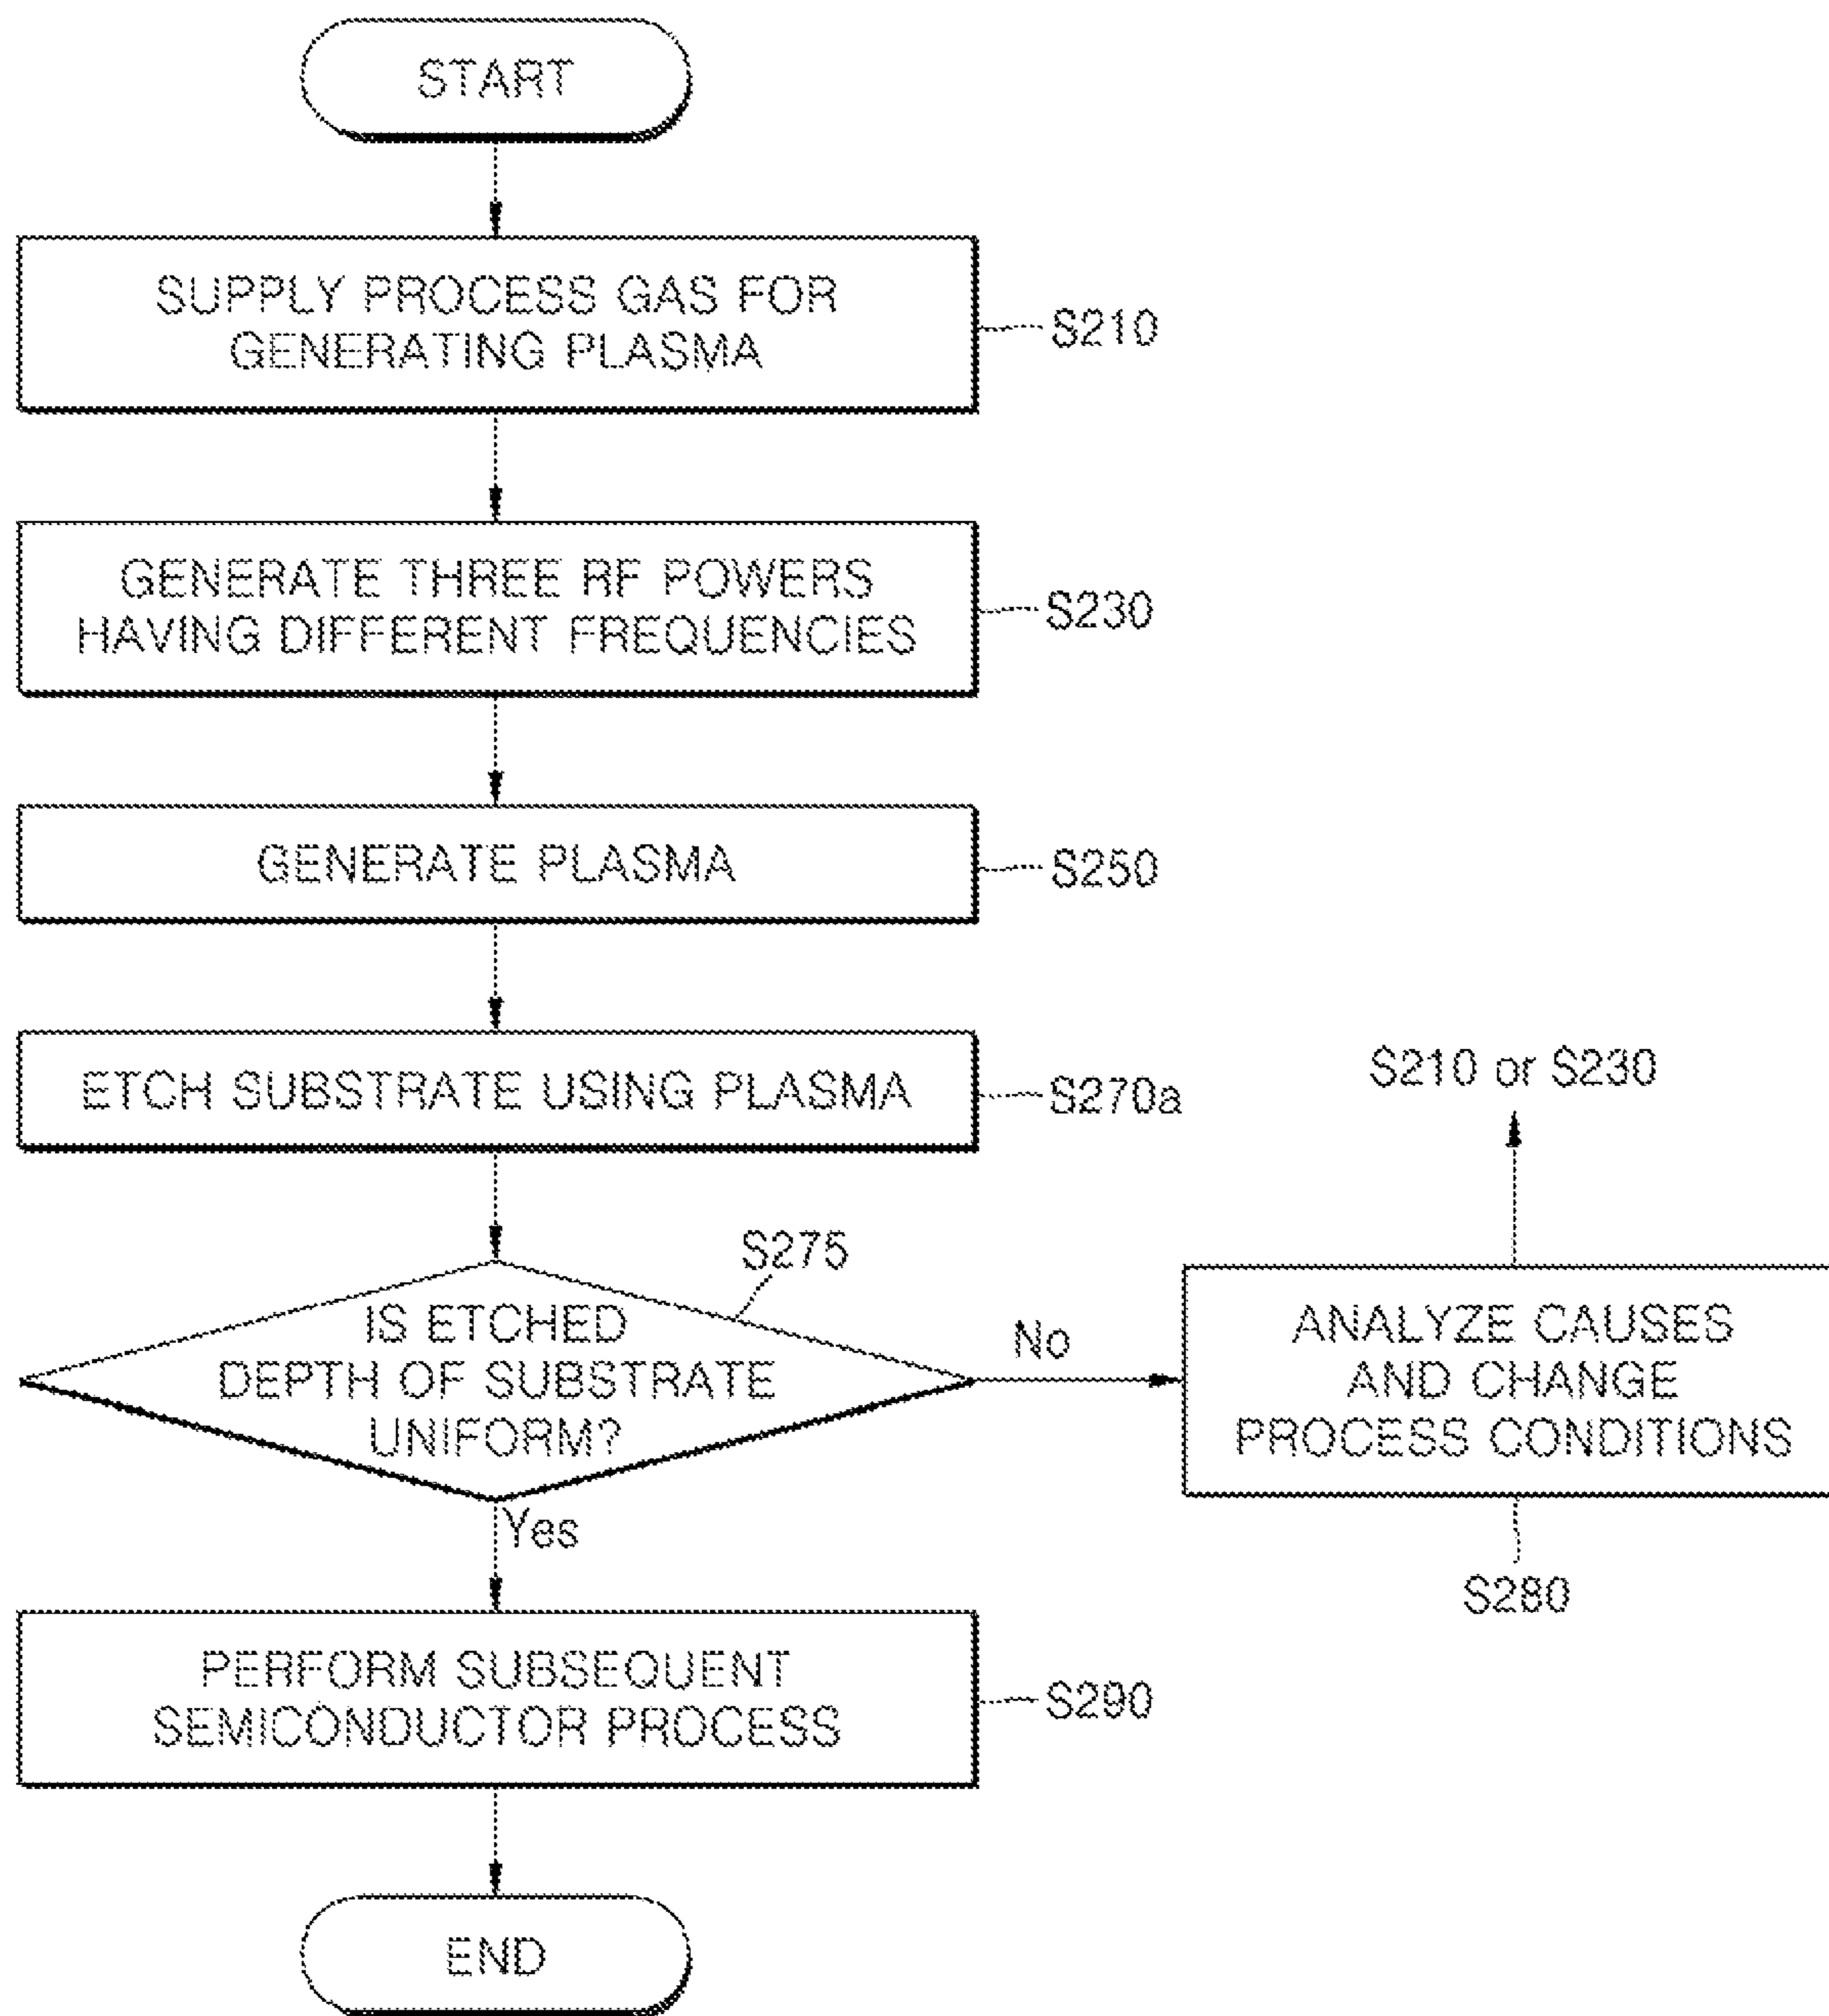 START
SUPPLY PROCESS GAS FOR
GENERATING PLASMA
S210
GENERATE THREE RF POWERS
HAVING DIFFERENT FREQUENCIES
S230
GENERATE PLASMA
S250
ETCH SUBSTRATE USING PLASMA
S270a
S210 or S230
S275
IS ETCHED
DEPTH OF SUBSTRATE
UNIFORM?
No
ANALYZE CAUSES
AND CHANGE
PROCESS CONDITIONS
S280
Yes
PERFORM SUBSEQUENT
SEMICONDUCTOR PROCESS
S290
END